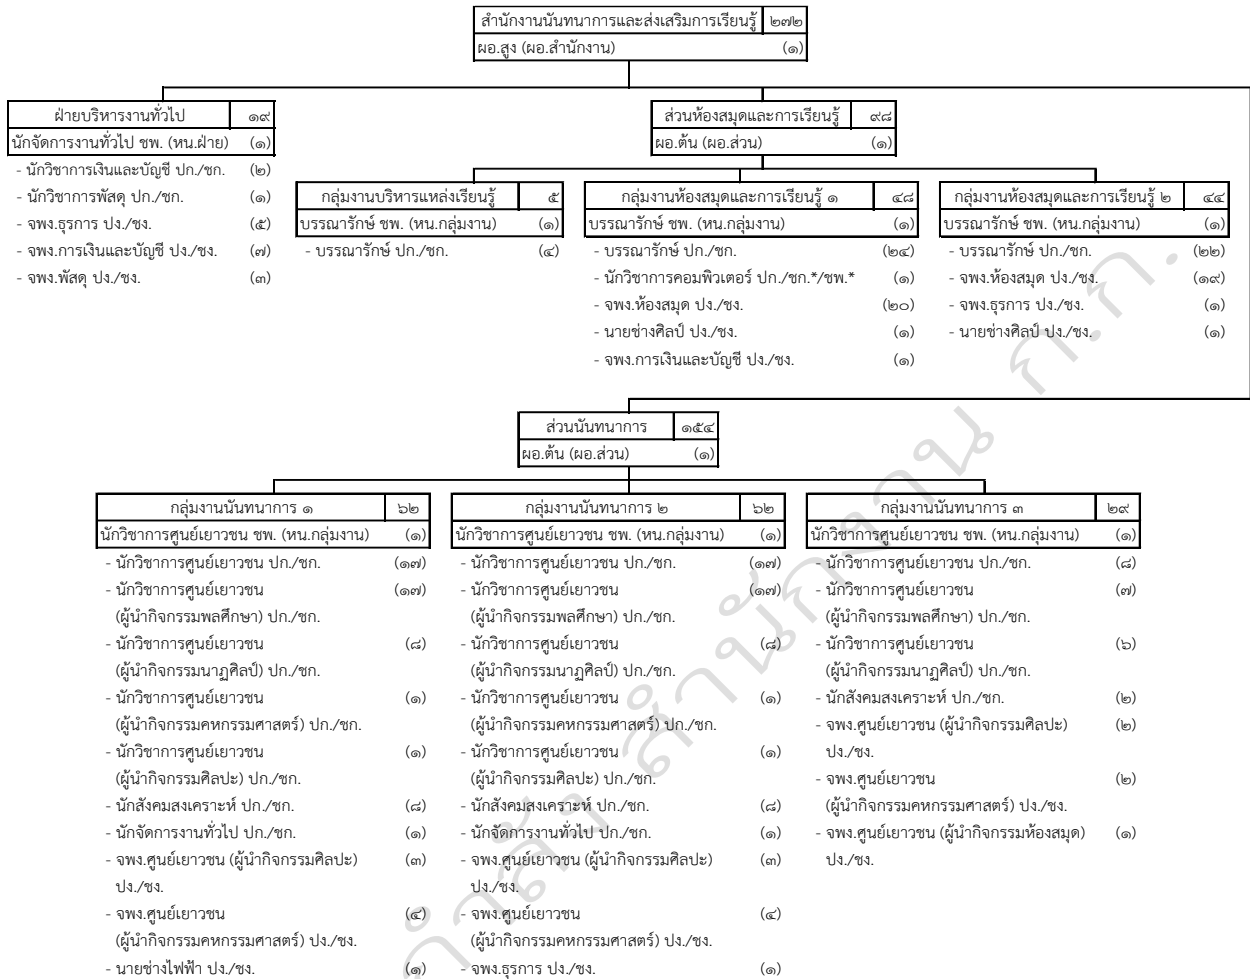 สำนักงานนันทนาการและส่งเสริมการเรียนรู้ ๒๗๒
ผอ.สูง (ผอ.สำนักงาน) (๑)
ฝ่ายบริหารงานทั่วไป ๑๙
นักจัดการงานทั่วไป ชพ. (หน.ฝ่าย) (๑)
- นักวิชาการเงินและบัญชี ปก./ชก. (๒)
- นักวิชาการพัสดุ ปก./ชก. (๑)
- จพง.ธุรการ ปง./ชง. (๕)
- จพง.การเงินและบัญชี ปง./ชง. (๗)
- จพง.พัสดุ ปง./ชง. (๓)
ส่วนห้องสมุดและการเรียนรู้ ๙๘
ผอ.ต้น (ผอ.ส่วน) (๑)
กลุ่มงานบริหารแหล่งเรียนรู้ ๕
บรรณารักษ์ ชพ. (หน.กลุ่มงาน) (๑)
- บรรณารักษ์ ปก./ชก. (๔)
กลุ่มงานห้องสมุดและการเรียนรู้ ๑ ๔๘
บรรณารักษ์ ชพ. (หน.กลุ่มงาน) (๑)
- บรรณารักษ์ ปก./ชก. (๒๔)
- นักวิชาการคอมพิวเตอร์ ปก./ชก.*/ชพ.* (๑)
- จพง.ห้องสมุด ปง./ชง. (๒๐)
- นายช่างศิลป์ ปง./ชง. (๑)
- จพง.การเงินและบัญชี ปง./ชง. (๑)
กลุ่มงานห้องสมุดและการเรียนรู้ ๒ ๔๔
บรรณารักษ์ ชพ. (หน.กลุ่มงาน) (๑)
- บรรณารักษ์ ปก./ชก. (๒๒)
- จพง.ห้องสมุด ปง./ชง. (๑๙)
- จพง.ธุรการ ปง./ชง. (๑)
- นายช่างศิลป์ ปง./ชง. (๑)
ส่วนนันทนาการ ๑๕๔
ผอ.ต้น (ผอ.ส่วน) (๑)
กลุ่มงานนันทนาการ ๑ ๖๒
นักวิชาการศูนย์เยาวชน ชพ. (หน.กลุ่มงาน) (๑)
- นักวิชาการศูนย์เยาวชน ปก./ชก. (๑๗)
- นักวิชาการศูนย์เยาวชน (๑๗)
(ผู้นำกิจกรรมพลศึกษา) ปก./ชก.
- นักวิชาการศูนย์เยาวชน (๘)
(ผู้นำกิจกรรมนาฏศิลป์) ปก./ชก.
- นักวิชาการศูนย์เยาวชน (๑)
(ผู้นำกิจกรรมคหกรรมศาสตร์) ปก./ชก.
- นักวิชาการศูนย์เยาวชน (๑)
(ผู้นำกิจกรรมศิลปะ) ปก./ชก.
- นักสังคมสงเคราะห์ ปก./ชก. (๘)
- นักจัดการงานทั่วไป ปก./ชก. (๑)
- จพง.ศูนย์เยาวชน (ผู้นำกิจกรรมศิลปะ) (๓)
ปง./ชง.
- จพง.ศูนย์เยาวชน (๔)
(ผู้นำกิจกรรมคหกรรมศาสตร์) ปง./ชง.
- นายช่างไฟฟ้า ปง./ชง. (๑)
กลุ่มงานนันทนาการ ๒ ๖๒
นักวิชาการศูนย์เยาวชน ชพ. (หน.กลุ่มงาน) (๑)
- นักวิชาการศูนย์เยาวชน ปก./ชก. (๑๗)
- นักวิชาการศูนย์เยาวชน (๑๗)
(ผู้นำกิจกรรมพลศึกษา) ปก./ชก.
- นักวิชาการศูนย์เยาวชน (๘)
(ผู้นำกิจกรรมนาฏศิลป์) ปก./ชก.
- นักวิชาการศูนย์เยาวชน (๑)
(ผู้นำกิจกรรมคหกรรมศาสตร์) ปก./ชก.
- นักวิชาการศูนย์เยาวชน (๑)
(ผู้นำกิจกรรมศิลปะ) ปก./ชก.
- นักสังคมสงเคราะห์ ปก./ชก. (๘)
- นักจัดการงานทั่วไป ปก./ชก. (๑)
- จพง.ศูนย์เยาวชน (ผู้นำกิจกรรมศิลปะ) (๓)
ปง./ชง.
- จพง.ศูนย์เยาวชน (๔)
(ผู้นำกิจกรรมคหกรรมศาสตร์) ปง./ชง.
- จพง.ธุรการ ปง./ชง. (๑)
กลุ่มงานนันทนาการ ๓ ๒๙
นักวิชาการศูนย์เยาวชน ชพ. (หน.กลุ่มงาน) (๑)
- นักวิชาการศูนย์เยาวชน ปก./ชก. (๘)
- นักวิชาการศูนย์เยาวชน (๗)
(ผู้นำกิจกรรมพลศึกษา) ปก./ชก.
- นักวิชาการศูนย์เยาวชน (๖)
(ผู้นำกิจกรรมนาฏศิลป์) ปก./ชก.
- นักสังคมสงเคราะห์ ปก./ชก. (๒)
- จพง.ศูนย์เยาวชน (ผู้นำกิจกรรมศิลปะ) (๒)
ปง./ชง.
- จพง.ศูนย์เยาวชน (๒)
(ผู้นำกิจกรรมคหกรรมศาสตร์) ปง./ชง.
- จพง.ศูนย์เยาวชน (ผู้นำกิจกรรมห้องสมุด) (๑)
ปง./ชง.
สำนักงาน ก.ก.